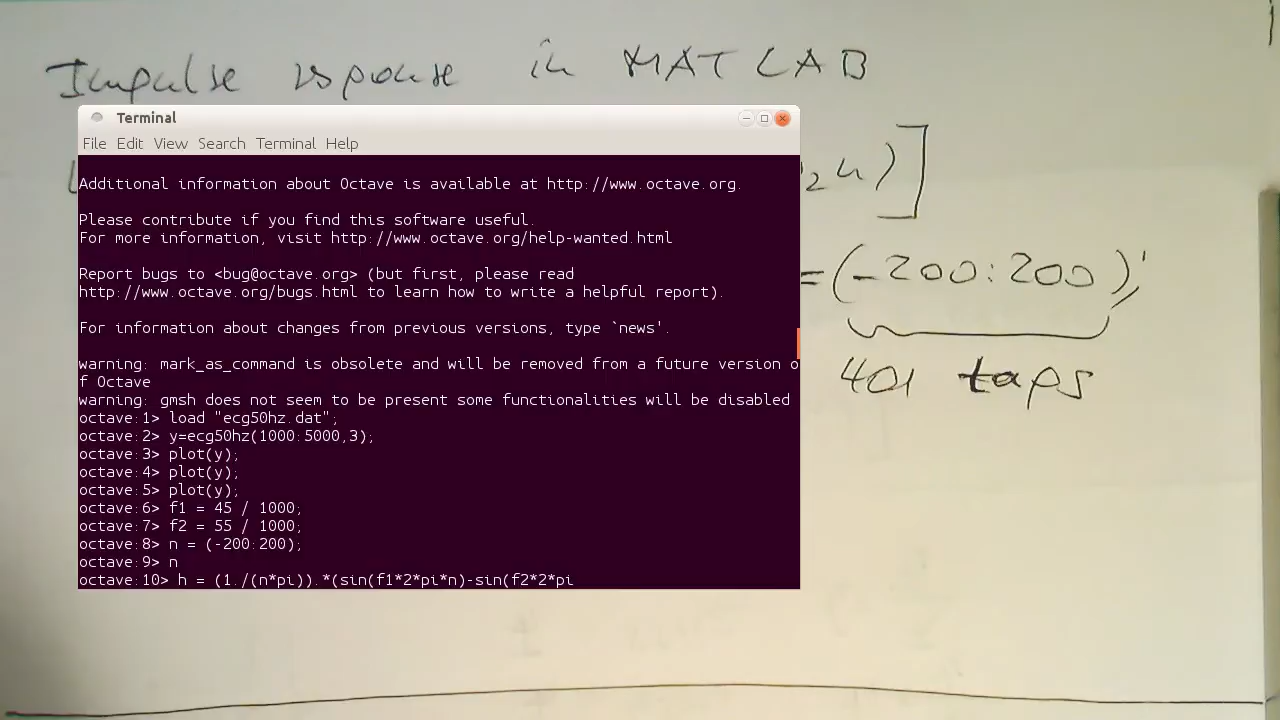 Impulse response in MATLAB
Terminal
File Edit View Search Terminal Help
Additional information about Octave is available at http://www.octave.org.
Please contribute if you find this software useful.
For more information, visit http://www.octave.org/help-wanted.html
Report bugs to <bug@octave.org> (but first, please read
http://www.octave.org/bugs.html to learn how to write a helpful report).
For information about changes from previous versions, type `news'.
warning: mark_as_command is obsolete and will be removed from a future version o
f Octave
warning: gmsh does not seem to be present some functionalities will be disabled
octave:1> load "ecg50hz.dat";
octave:2> y=ecg50hz(1000:5000,3);
octave:3> plot(y);
octave:4> plot(y);
octave:5> plot(y);
octave:6> f1 = 45 / 1000;
octave:7> f2 = 55 / 1000;
octave:8> n = (-200:200);
octave:9> n
octave:10> h = (1./(n*pi)).*(sin(f1*2*pi*n)-sin(f2*2*pi
2n)]
=(-200:200);
401 taps